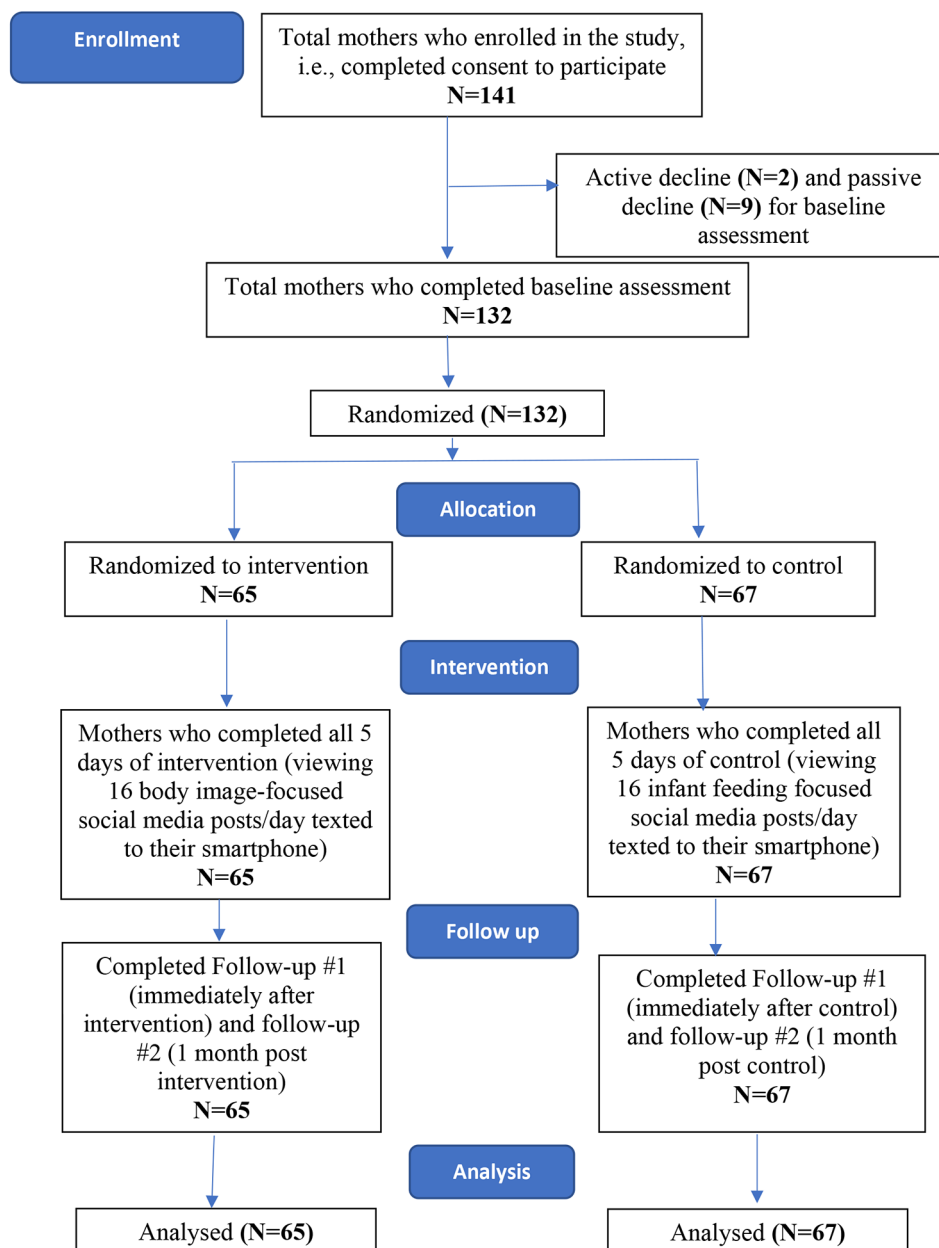 Enrollment
Total mothers who enrolled in the study,
i.e., completed consent to participate
N=141
Active decline (N=2) and passive
decline (N=9) for baseline
assessment
Total mothers who completed baseline assessment
N=132
Randomized (N=132)
Allocation
Randomized to intervention
N=65
Randomized to control
N=67
Intervention
Mothers who completed all 5
days of intervention (viewing
16 body image-focused
social media posts/day texted
to their smartphone)
N=65
Mothers who completed all
5 days of control (viewing
16 infant feeding focused
social media posts/day
texted to their smartphone)
N=67
Follow up
Completed Follow-up #1
(immediately after
intervention) and follow-up
#2 (1 month post
intervention)
N=65
Completed Follow-up #1
(immediately after control)
and follow-up #2 (1 month
post control)
N=67
Analysis
Analysed (N=65)
Analysed (N=67)